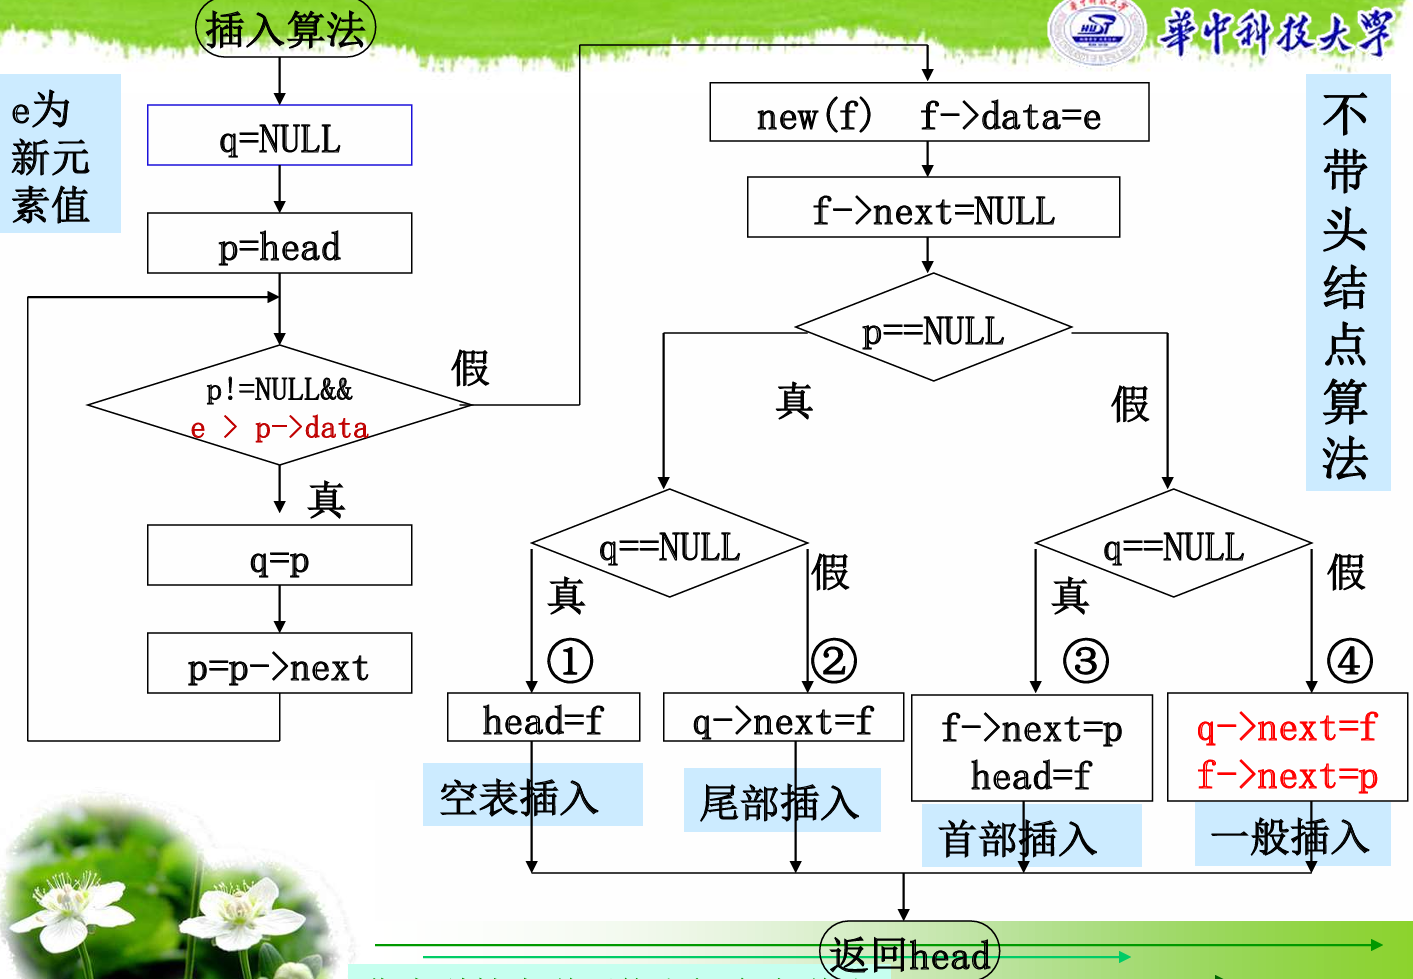 插入算法
華中科技大学
HUST
e为
新元
素值
q=NULL
p=head
p!=NULL&&
e > p->data
假
真
q=p
p=p->next
new(f) f->data=e
f->next=NULL
p==NULL
真
假
q==NULL
真
假
q==NULL
真
假
①
②
③
④
head=f
q->next=f
f->next=p
head=f
q->next=f
f->next=p
空表插入
尾部插入
首部插入
一般插入
返回head
不
带
头
结
点
算
法